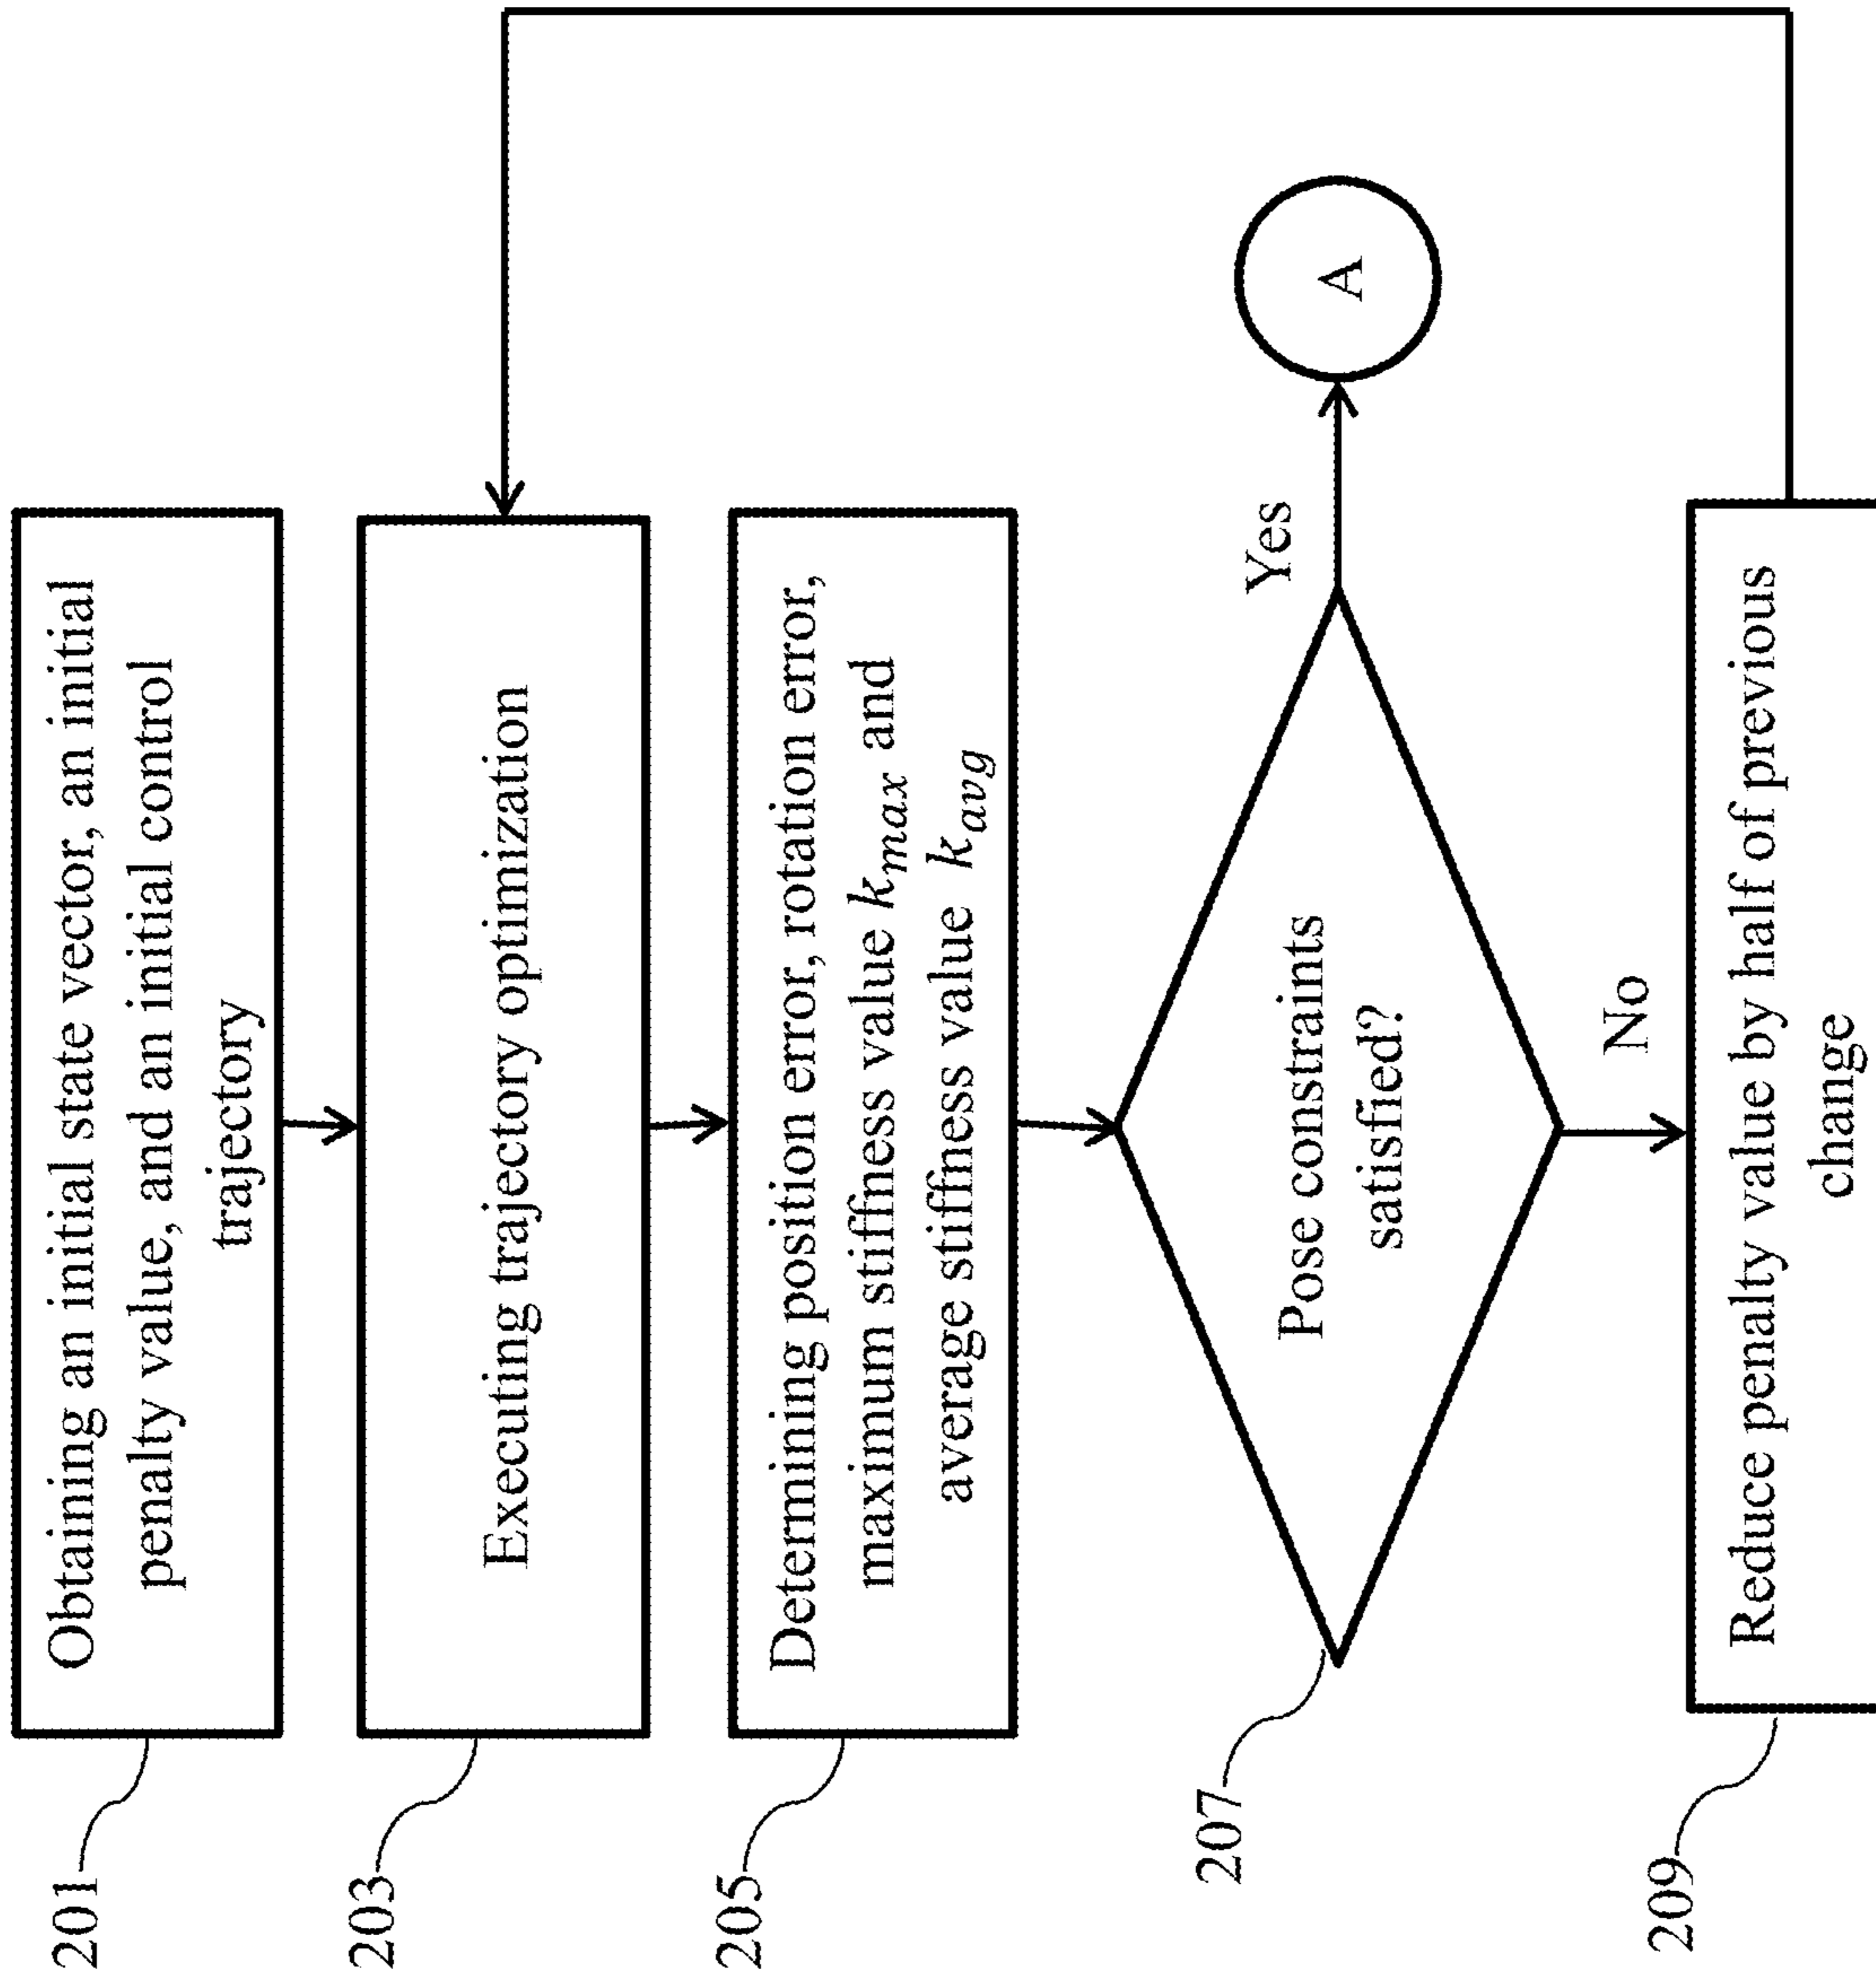 201
Obtaining an initial state vector, an initial
penalty value, and an initial control
trajectory
203
Executing trajectory optimization
205
Determining position error, rotation error,
maximum stiffness value k_max and
average stiffness value k_avg
207
Pose constraints
satisfied?
Yes
A
No
209
Reduce penalty value by half of previous
change